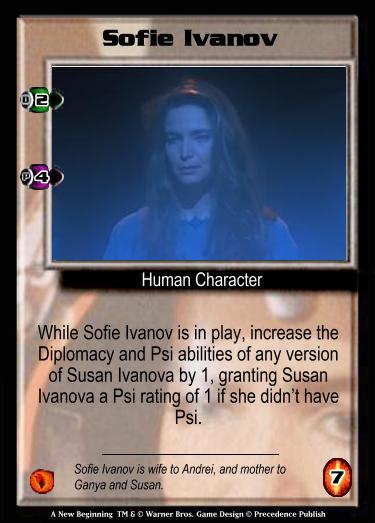 Sofie Ivanov
D 2
P 4
Human Character
While Sofie Ivanov is in play, increase the
Diplomacy and Psi abilities of any version
of Susan Ivanova by 1, granting Susan
Ivanova a Psi rating of 1 if she didn't have
Psi.
Sofie Ivanov is wife to Andrei, and mother to
Ganya and Susan.
7
A New Beginning TM & © Warner Bros. Game Design © Precedence Publish